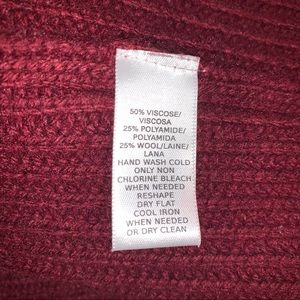 50% VISCOSE/
VISCOSA
25% POLYAMIDE/
POLYAMIDA
25% WOOL/LAINE/
LANA
HAND WASH COLD
ONLY NON
CHLORINE BLEACH
WHEN NEEDED
RESHAPE
DRY FLAT
COOL IRON
WHEN NEEDED
OR DRY CLEAN